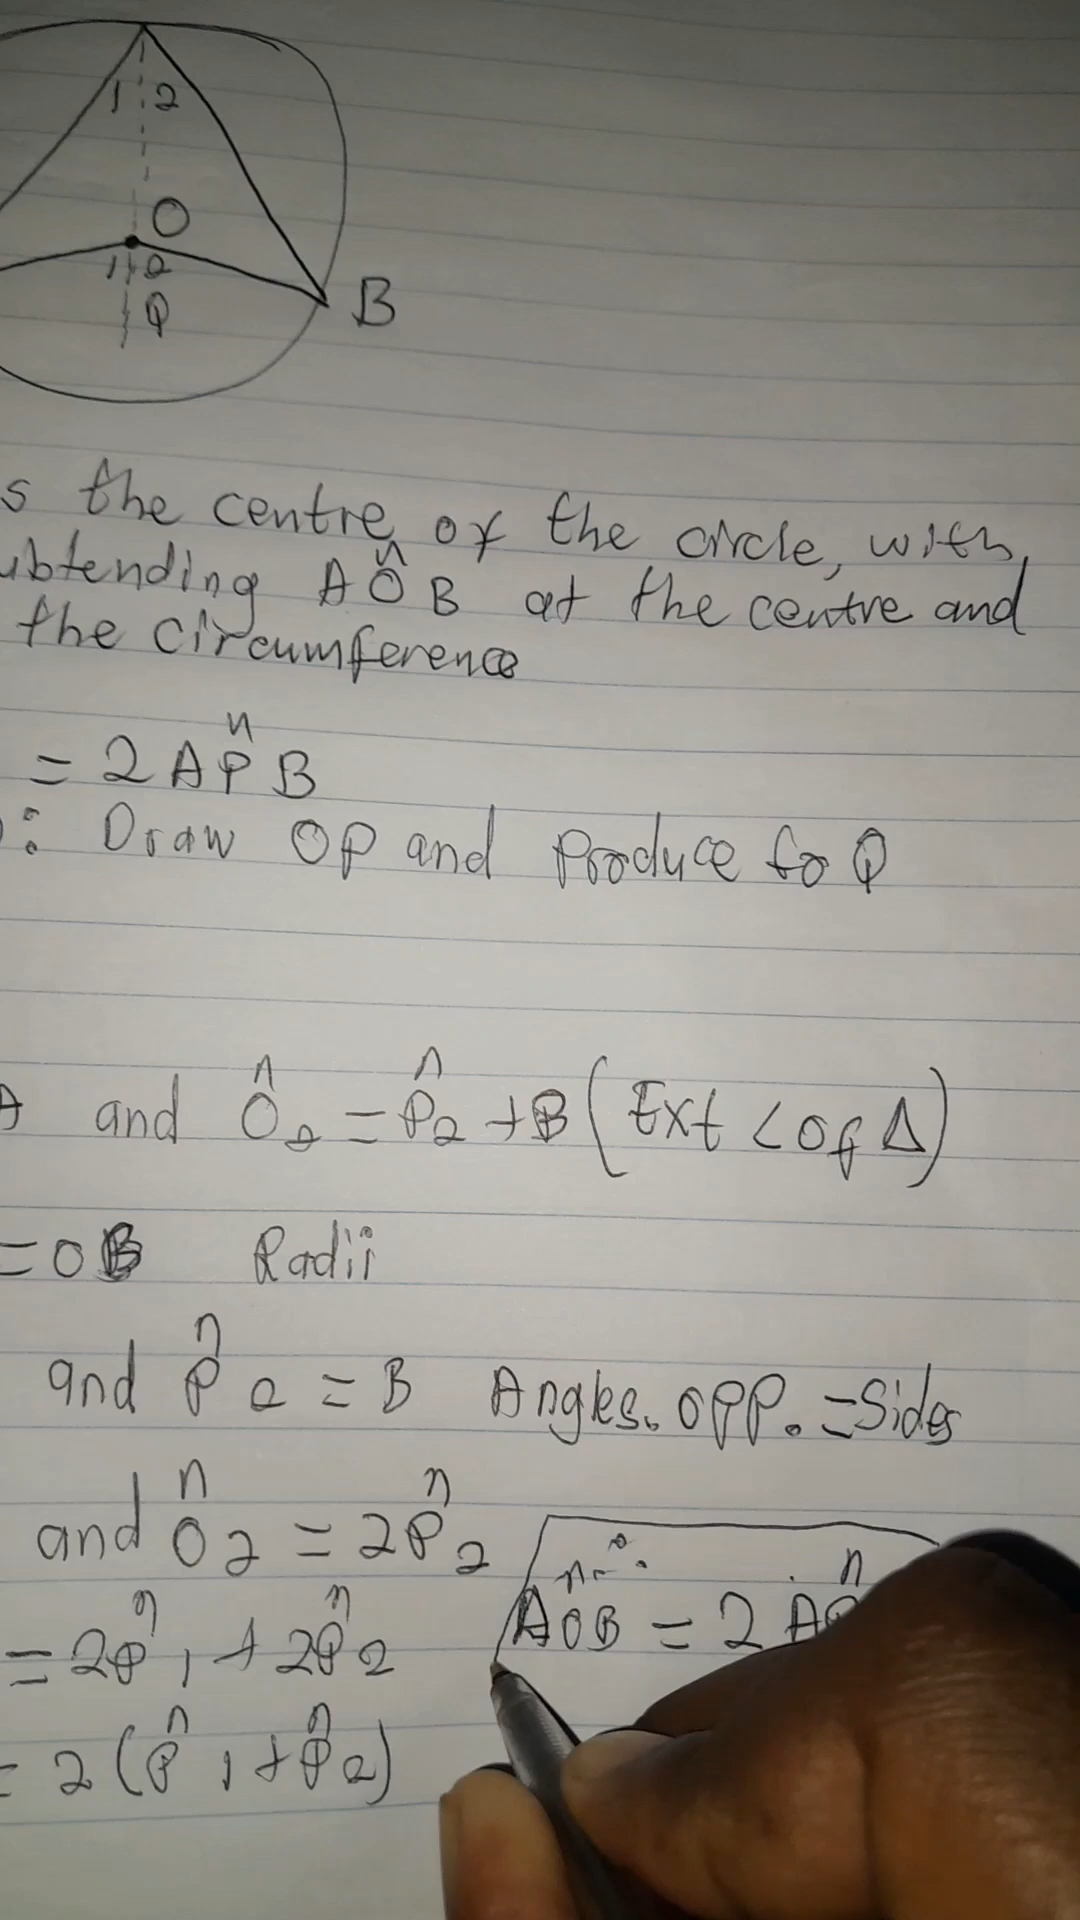 1 2
O
1 2
Q
B
s the centre of the circle, with
ubtending AÔB at the centre and
the circumference
= 2 AP̂B
: Draw OP and produce to Q
A and Ô2 = P̂2 + B (Ext < of Δ)
= OB Radii
and P̂2 = B Angles. opp. = Sides
and Ô2 = 2P̂2
AÔB = 2 AP̂
= 2P̂1 + 2P̂2
= 2 (P̂1 + P̂2)